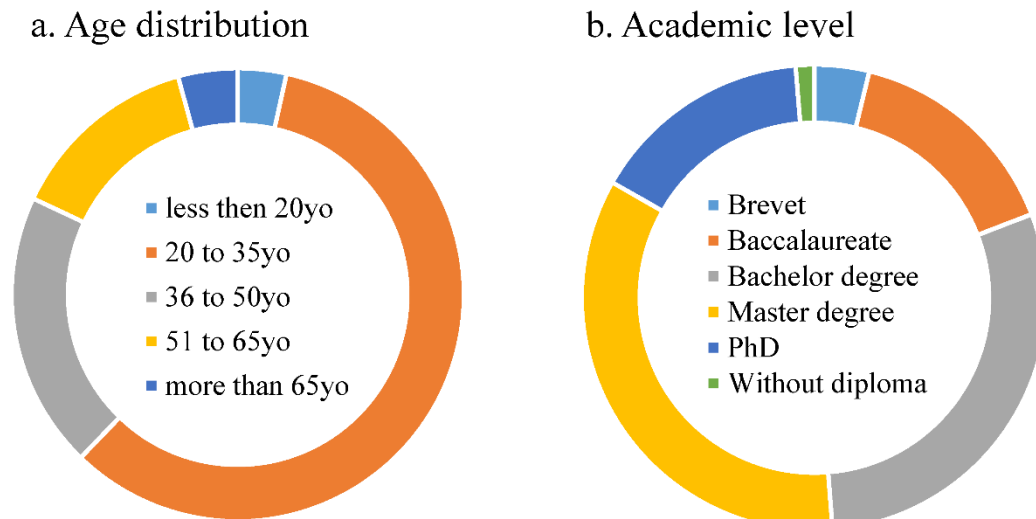 a. Age distribution
less then 20yo
20 to 35yo
36 to 50yo
51 to 65yo
more than 65yo
b. Academic level
Brevet
Baccalaureate
Bachelor degree
Master degree
PhD
Without diploma